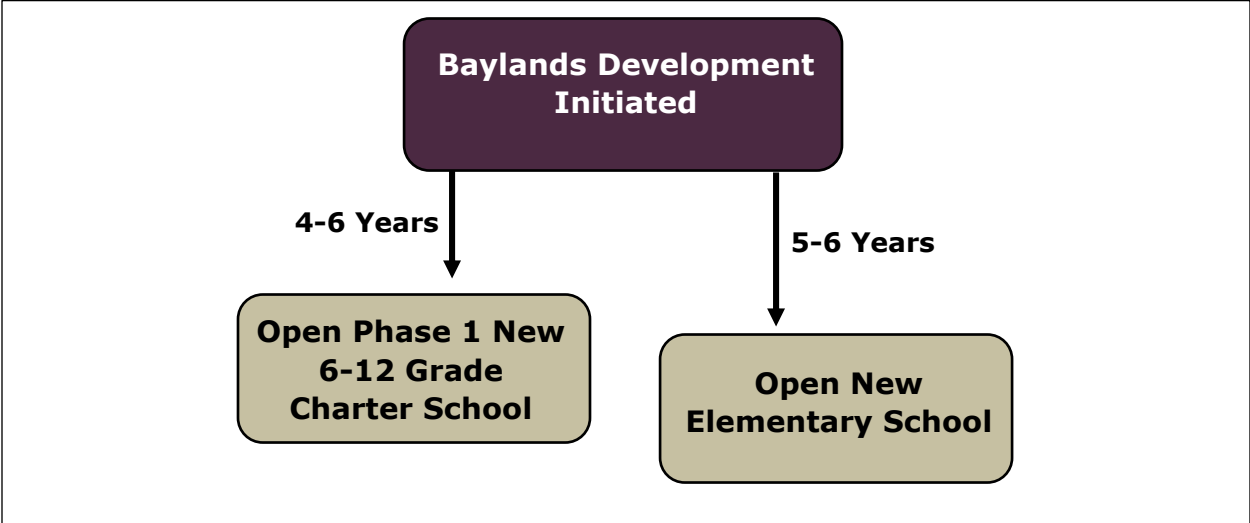 Baylands Development
Initiated
4-6 Years
5-6 Years
Open Phase 1 New
6-12 Grade
Charter School
Open New
Elementary School